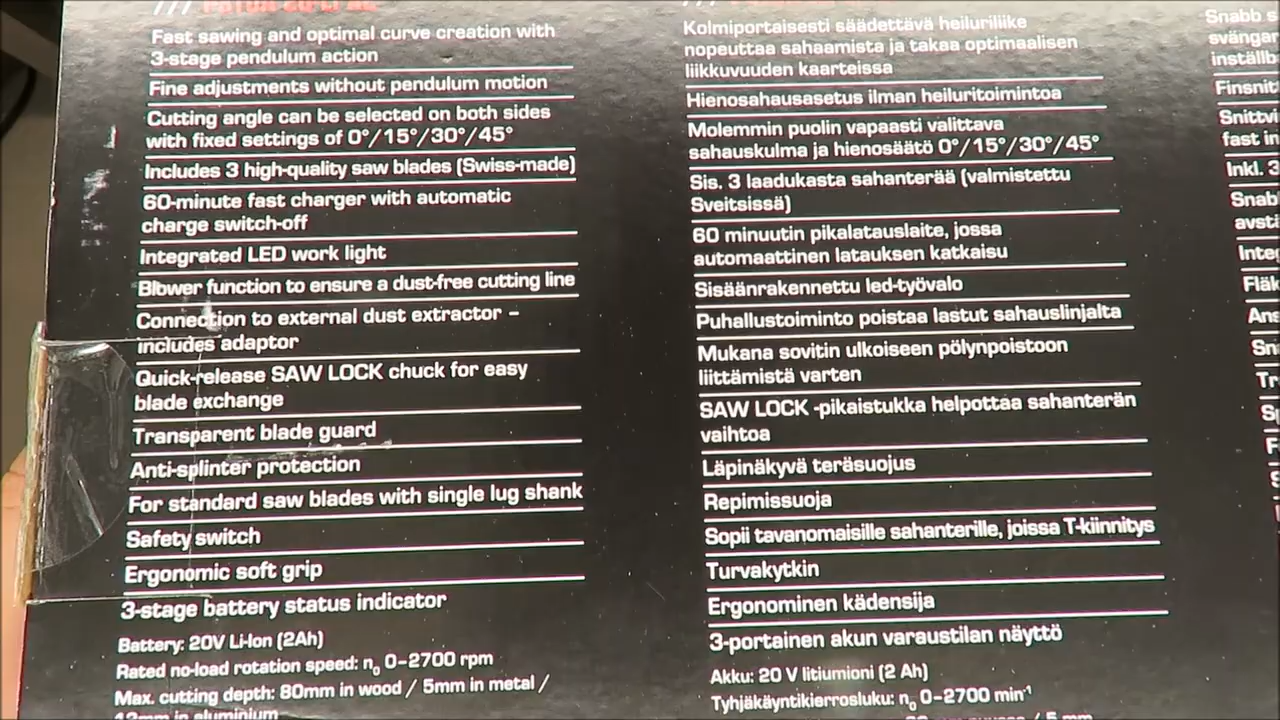 Fast sawing and optimal curve creation with
3-stage pendulum action
Fine adjustments without pendulum motion
Cutting angle can be selected on both sides
with fixed settings of 0°/15°/30°/45°
Includes 3 high-quality saw blades (Swiss-made)
60-minute fast charger with automatic
charge switch-off
Integrated LED work light
Blower function to ensure a dust-free cutting line
Connection to external dust extractor –
includes adaptor
Quick-release SAW LOCK chuck for easy
blade exchange
Transparent blade guard
Anti-splinter protection
For standard saw blades with single lug shank
Safety switch
Ergonomic soft grip
3-stage battery status indicator
Battery: 20V Li-Ion (2Ah)
Rated no-load rotation speed: n₀ 0–2700 rpm
Max. cutting depth: 80mm in wood / 5mm in metal /
12mm in aluminium
Kolmiportaisesti säädettävä heiluriliike
nopeuttaa sahaamista ja takaa optimaalisen
liikkuvuuden kaarteissa
Hienosahausasetus ilman heiluritoimintoa
Molemmin puolin vapaasti valittava
sahauskulma ja hienosäätö 0°/15°/30°/45°
Sis. 3 laadukasta sahanterää (valmistettu
Sveitsissä)
60 minuutin pikalatauslaite, jossa
automaattinen latauksen katkaisu
Sisäänrakennettu led-työvalo
Puhallustoiminto poistaa lastut sahauslinjalta
Mukana sovitin ulkoiseen pölynpoistoon
liittämistä varten
SAW LOCK -pikaistukka helpottaa sahanterän
vaihtoa
Läpinäkyvä teräsuojus
Repimissuoja
Sopii tavanomaisille sahanterille, joissa T-kiinnitys
Turvakytkin
Ergonominen kädensija
3-portainen akun varaustilan näyttö
Akku: 20 V litiumioni (2 Ah)
Tyhjäkäyntikierrosluku: n₀ 0–2700 min⁻¹
/ 5 mm
Snabb s
svängar
inställb
Finsnit
Snittvi
fast in
Inkl. 3
Snab
avstä
Inte
Fläk
Ans
Sn
Tr